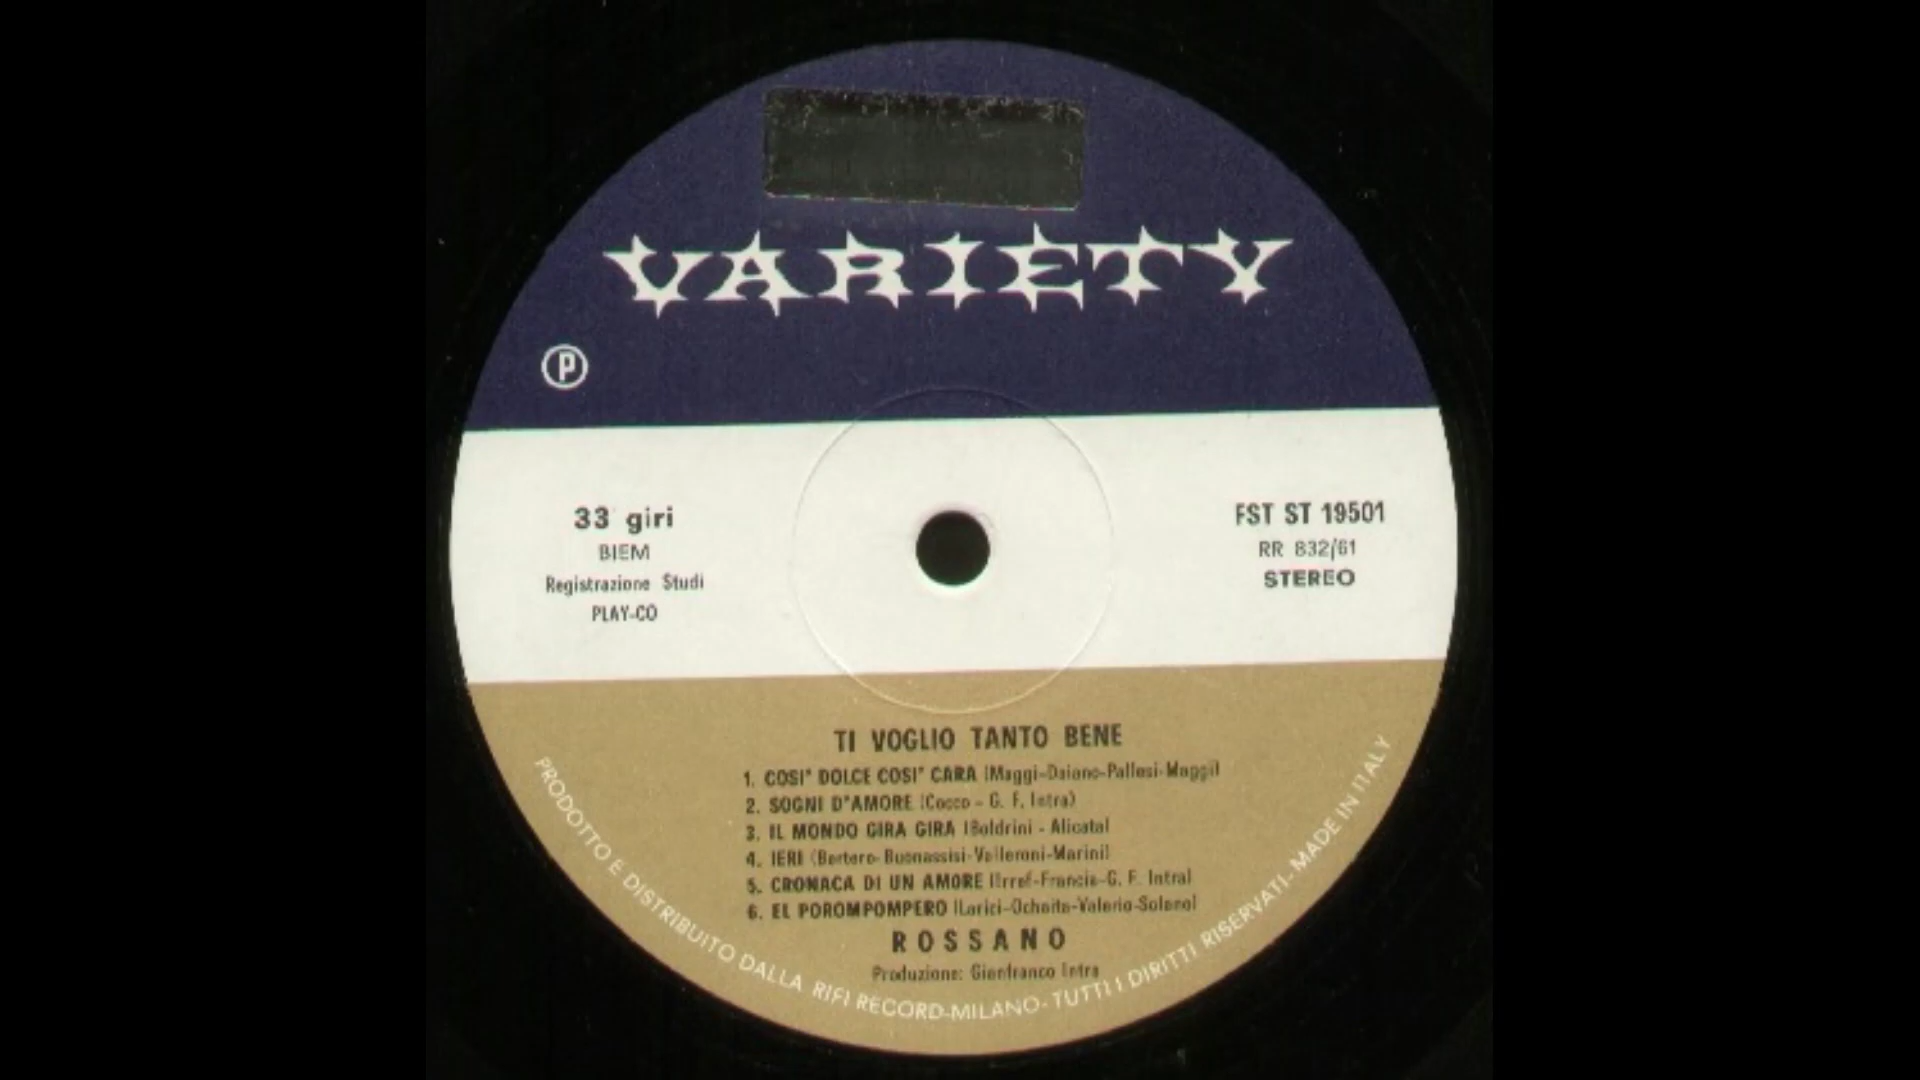 VARIETY
Ⓟ
33 giri
BIEM
Registrazione Studi
PLAY-CO
FST ST 19501
RR 832/61
STEREO
TI VOGLIO TANTO BENE
1. COSI' DOLCE COSI' CARA (Maggi-Daiano-Pallesi-Maggi)
2. SOGNI D'AMORE (Cocco - G. F. Intra)
3. IL MONDO GIRA GIRA (Boldrini - Alicata)
4. IERI (Bertero-Buonassisi-Valleroni-Marini)
5. CRONACA DI UN AMORE (Erref-Francis-G. F. Intra)
6. EL POROMPOMPERO (Larici-Ochaita-Valerio-Solano)
ROSSANO
Produzione: Gianfranco Intra
PRODOTTO E DISTRIBUITO DALLA RIFI RECORD-MILANO-TUTTI I DIRITTI RISERVATI-MADE IN ITALY